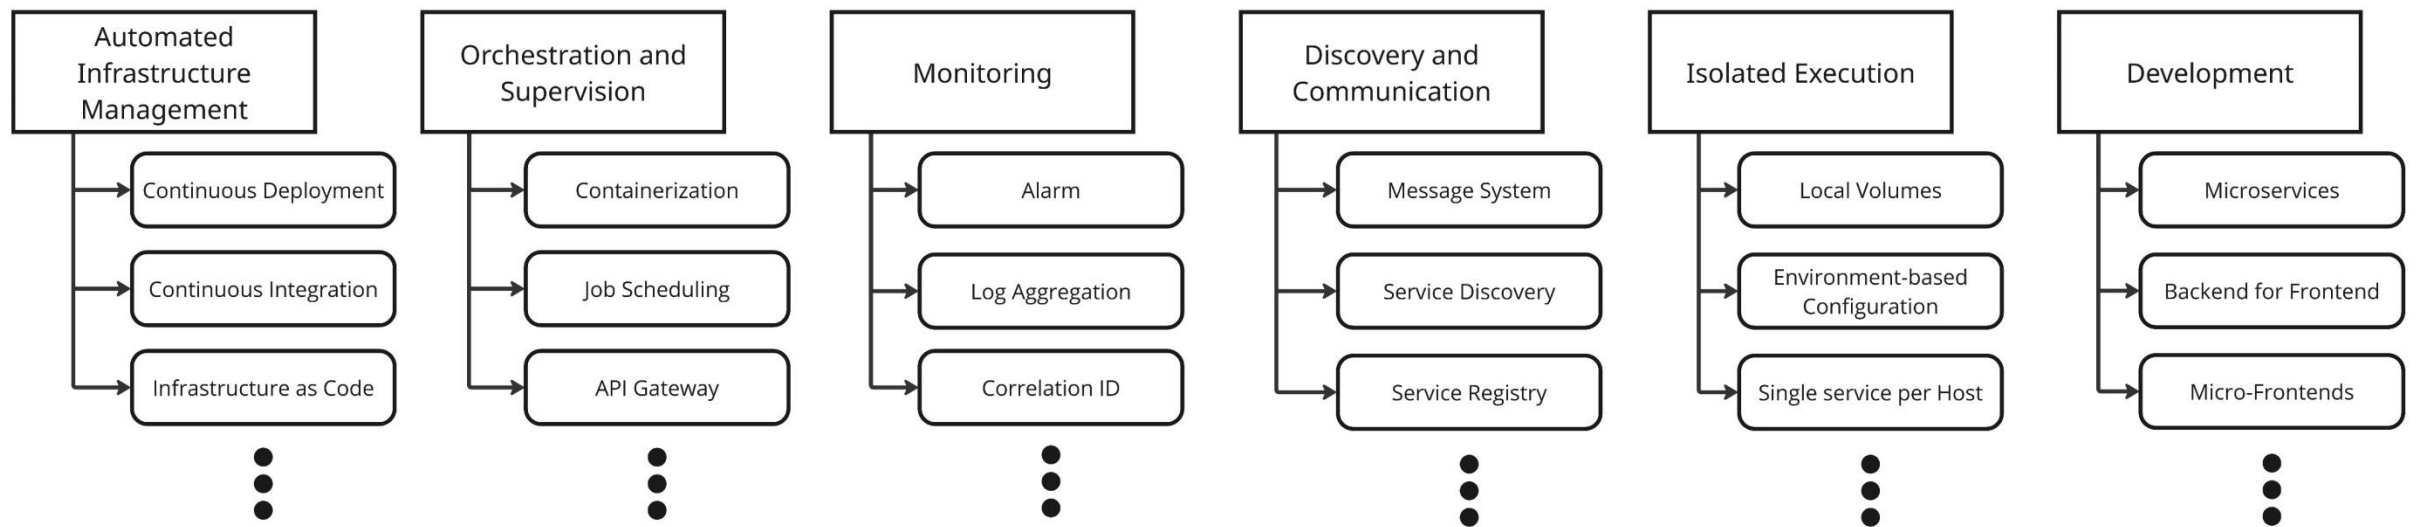 Automated
Infrastructure
Management
Continuous Deployment
Continuous Integration
Infrastructure as Code
Orchestration and
Supervision
Containerization
Job Scheduling
API Gateway
Monitoring
Alarm
Log Aggregation
Correlation ID
Discovery and
Communication
Message System
Service Discovery
Service Registry
Isolated Execution
Local Volumes
Environment-based
Configuration
Single service per Host
Development
Microservices
Backend for Frontend
Micro-Frontends